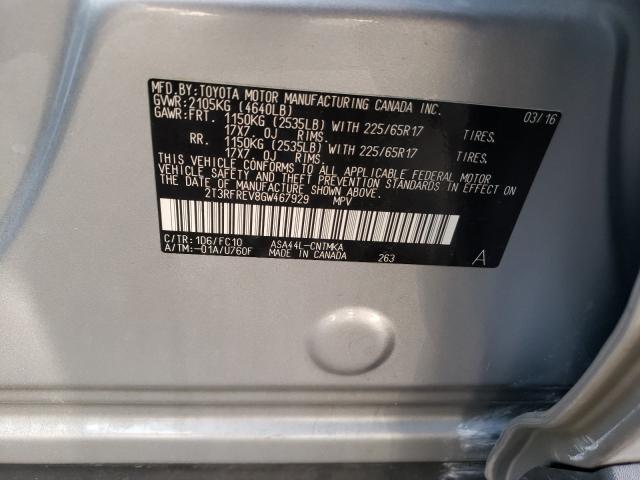 MFD.BY:TOYOTA MOTOR MANUFACTURING CANADA INC.
GVWR:2105KG (4640LB) 03/16
GAWR:FRT. 1150KG (2535LB) WITH 225/65R17 TIRES,
17X7.0J RIMS,
RR. 1150KG (2535LB) WITH 225/65R17 TIRES,
17X7.0J RIMS.
THIS VEHICLE CONFORMS TO ALL APPLICABLE FEDERAL MOTOR
VEHICLE SAFETY AND THEFT PREVENTION STANDARDS IN EFFECT
ON THE DATE OF MANUFACTURE SHOWN ABOVE.
2T3RFREV8GW467929 MPV
C/TR:1D6/FC10 ASA44L-CNTMKA
A/TM:-01A/U760F MADE IN CANADA 263 A